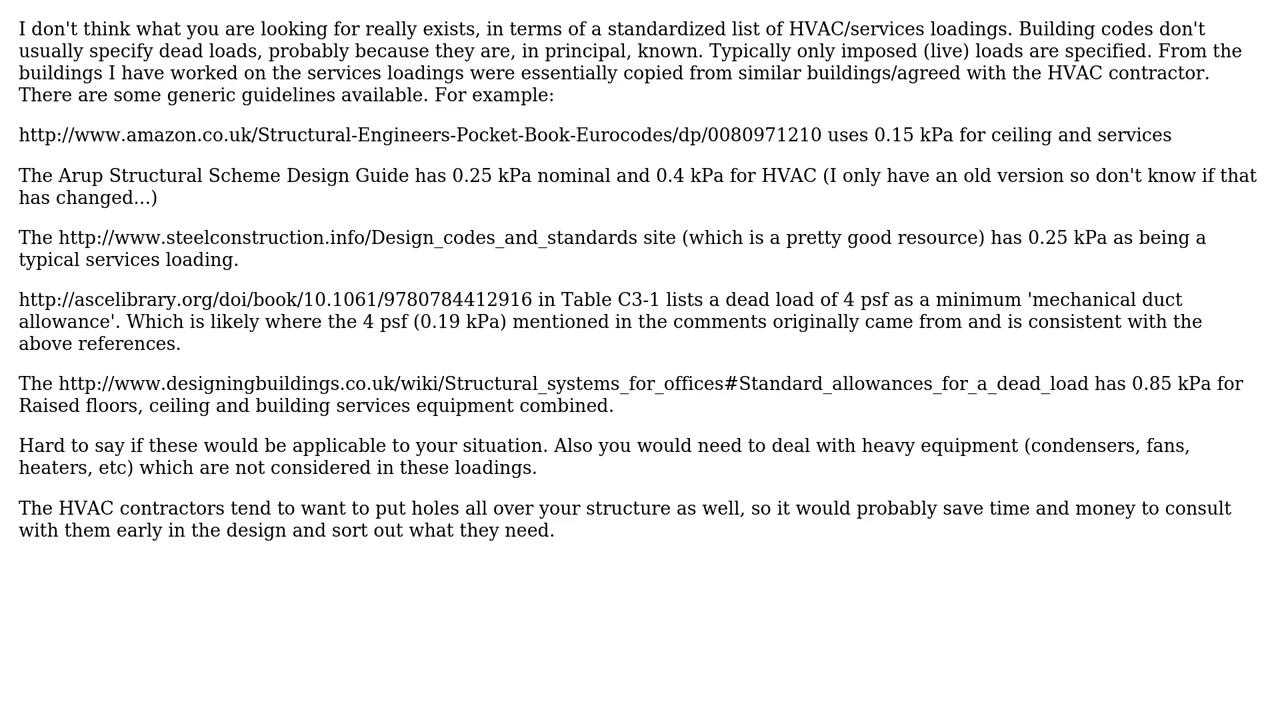 I don't think what you are looking for really exists, in terms of a standardized list of HVAC/services loadings. Building codes don't
usually specify dead loads, probably because they are, in principal, known. Typically only imposed (live) loads are specified. From the
buildings I have worked on the services loadings were essentially copied from similar buildings/agreed with the HVAC contractor.
There are some generic guidelines available. For example:
http://www.amazon.co.uk/Structural-Engineers-Pocket-Book-Eurocodes/dp/0080971210 uses 0.15 kPa for ceiling and services
The Arup Structural Scheme Design Guide has 0.25 kPa nominal and 0.4 kPa for HVAC (I only have an old version so don't know if that
has changed...)
The http://www.steelconstruction.info/Design_codes_and_standards site (which is a pretty good resource) has 0.25 kPa as being a
typical services loading.
http://ascelibrary.org/doi/book/10.1061/9780784412916 in Table C3-1 lists a dead load of 4 psf as a minimum 'mechanical duct
allowance'. Which is likely where the 4 psf (0.19 kPa) mentioned in the comments originally came from and is consistent with the
above references.
The http://www.designingbuildings.co.uk/wiki/Structural_systems_for_offices#Standard_allowances_for_a_dead_load has 0.85 kPa for
Raised floors, ceiling and building services equipment combined.
Hard to say if these would be applicable to your situation. Also you would need to deal with heavy equipment (condensers, fans,
heaters, etc) which are not considered in these loadings.
The HVAC contractors tend to want to put holes all over your structure as well, so it would probably save time and money to consult
with them early in the design and sort out what they need.